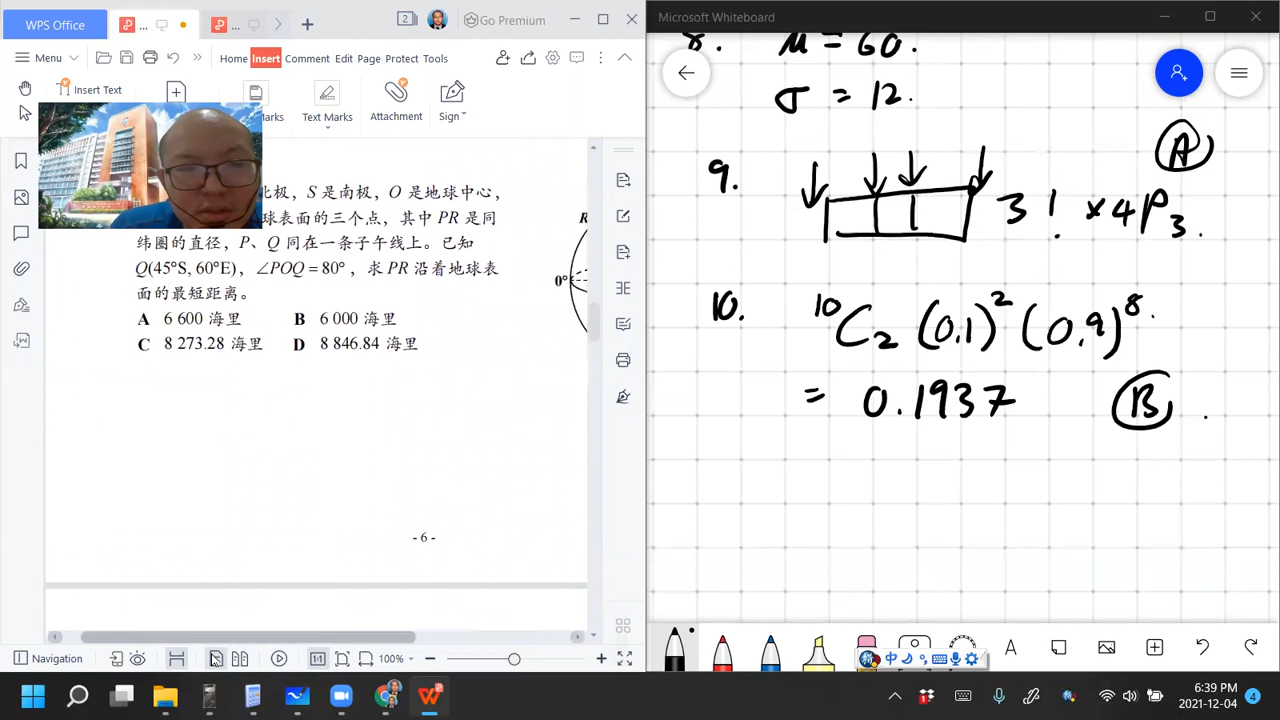 WPS Office
...
...
2
Go Premium
Microsoft Whiteboard
Menu
Home Insert Comment Edit Page Protect Tools
Insert Text
Text Marks
Attachment
Sign
北极，S 是南极，O 是地球中心，
球表面的三个点，其中 PR 是同
纬圈的直径，P、Q 同在一条子午线上。已知
Q(45°S, 60°E)，∠POQ = 80°，求 PR 沿着地球表
面的最短距离。
A 6 600 海里 B 6 000 海里
C 8 273.28 海里 D 8 846.84 海里
R
0°
- 6 -
8. μ = 60.
σ = 12.
9. 3! × 4P3. A
10. 10C2 (0.1)^2 (0.9)^8.
= 0.1937 B.
Navigation
1:1
100%
中
A
6:39 PM
2021-12-04
4